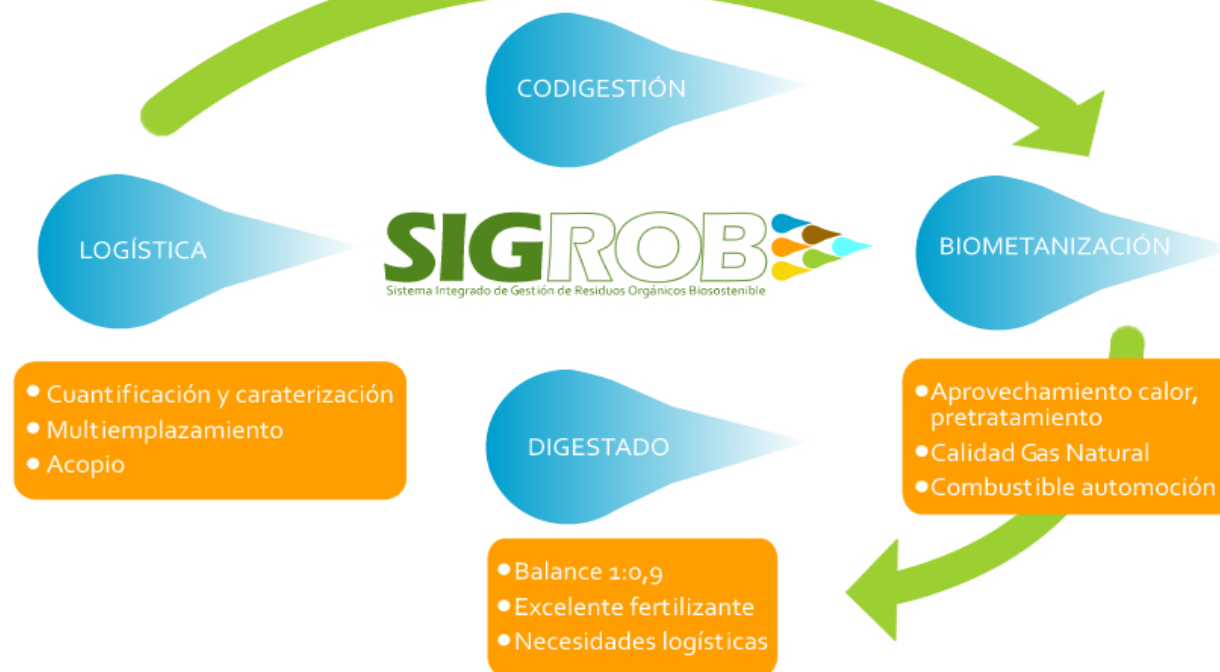 CODIGESTIÓN
LOGÍSTICA
SIGROB
Sistema Integrado de Gestión de Residuos Orgánicos Biosostenible
BIOMETANIZACIÓN
• Cuantificación y caraterización
• Multiemplazamiento
• Acopio
• Aprovechamiento calor,
pretratamiento
• Calidad Gas Natural
• Combustible automoción
DIGESTADO
• Balance 1:0,9
• Excelente fertilizante
• Necesidades logísticas